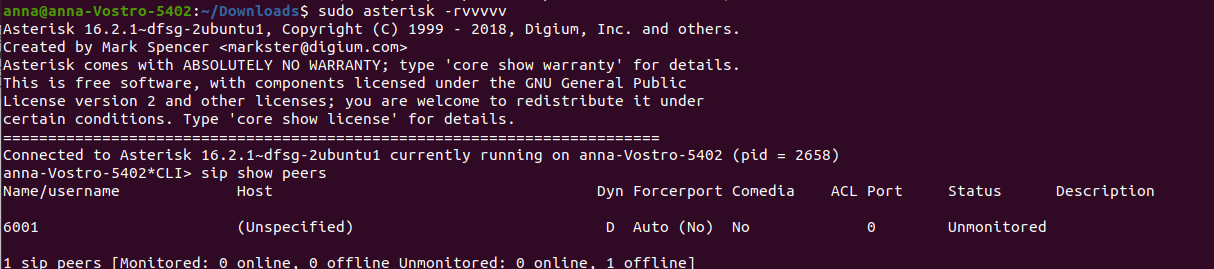 anna@anna-Vostro-5402:~/Downloads$ sudo asterisk -rvvvvv
Asterisk 16.2.1~dfsg-2ubuntu1, Copyright (C) 1999 - 2018, Digium, Inc. and others.
Created by Mark Spencer <markster@digium.com>
Asterisk comes with ABSOLUTELY NO WARRANTY; type 'core show warranty' for details.
This is free software, with components licensed under the GNU General Public
License version 2 and other licenses; you are welcome to redistribute it under
certain conditions. Type 'core show license' for details.
=========================================================================
Connected to Asterisk 16.2.1~dfsg-2ubuntu1 currently running on anna-Vostro-5402 (pid = 2658)
anna-Vostro-5402*CLI> sip show peers
Name/username             Host                                    Dyn Forcerport Comedia    ACL Port     Status      Description
6001                      (Unspecified)                            D  Auto (No)  No             0        Unmonitored
1 sip peers [Monitored: 0 online, 0 offline Unmonitored: 0 online, 1 offline]